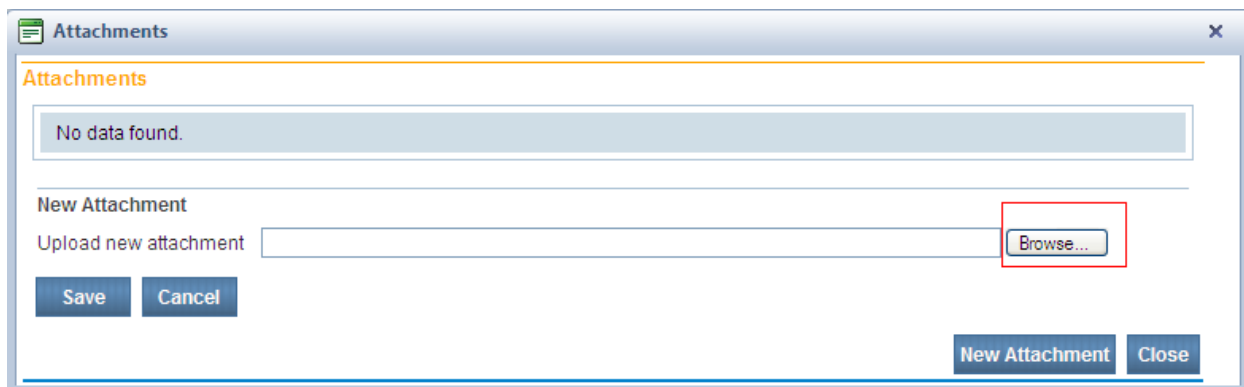 Attachments
Attachments
No data found.
New Attachment
Upload new attachment Browse...
Save Cancel
New Attachment Close